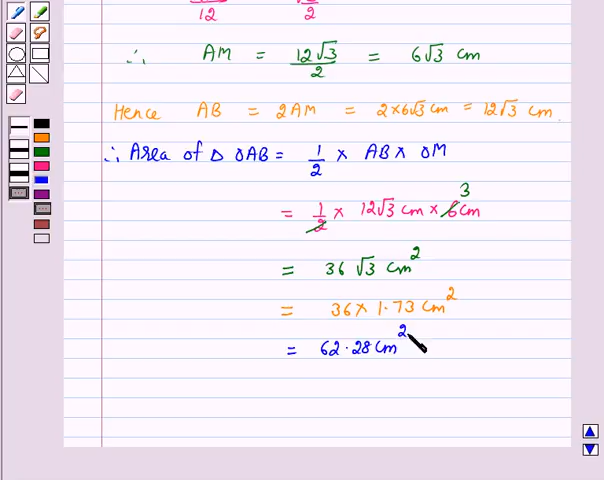 12 2
∴ AM = 12√3/2 = 6√3 cm
Hence AB = 2AM = 2×6√3 cm = 12√3 cm.
∴ Area of Δ OAB = 1/2 × AB × OM
3
= 1/2 × 12√3 cm × 6cm
= 36√3 cm²
= 36 × 1.73 cm²
= 62.28 cm²